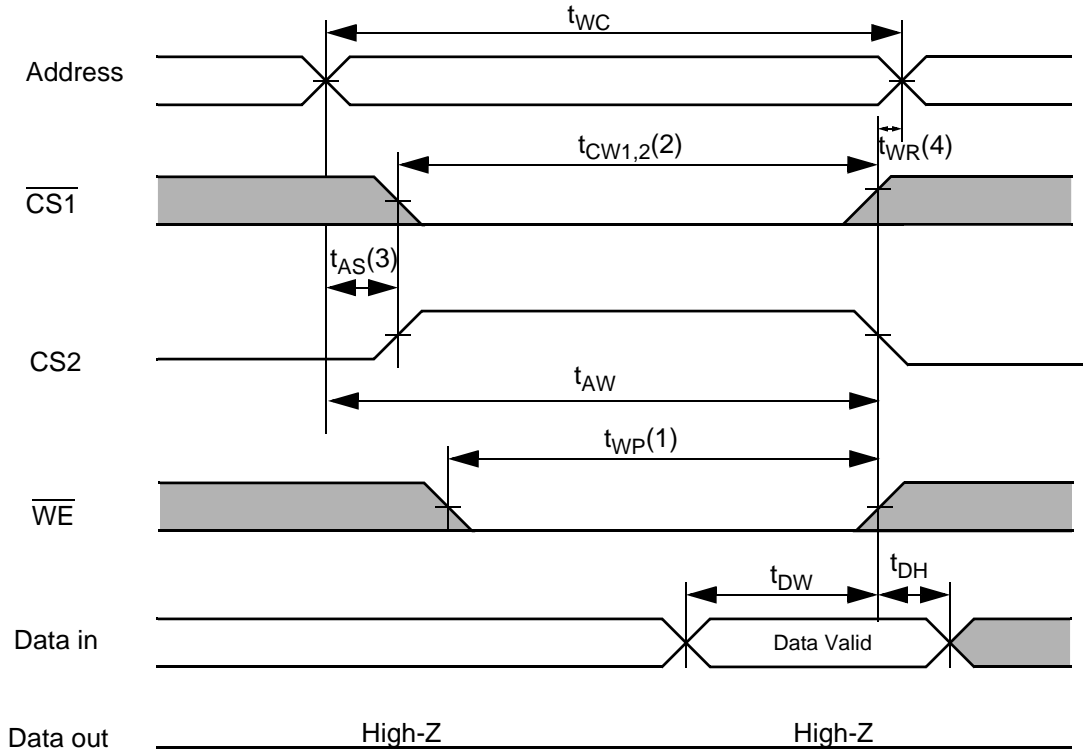 tWC
Address
tCW1,2(2)
tWR(4)
CS1
tAS(3)
CS2
tAW
tWP(1)
WE
tDW
tDH
Data in
Data Valid
Data out
High-Z
High-Z